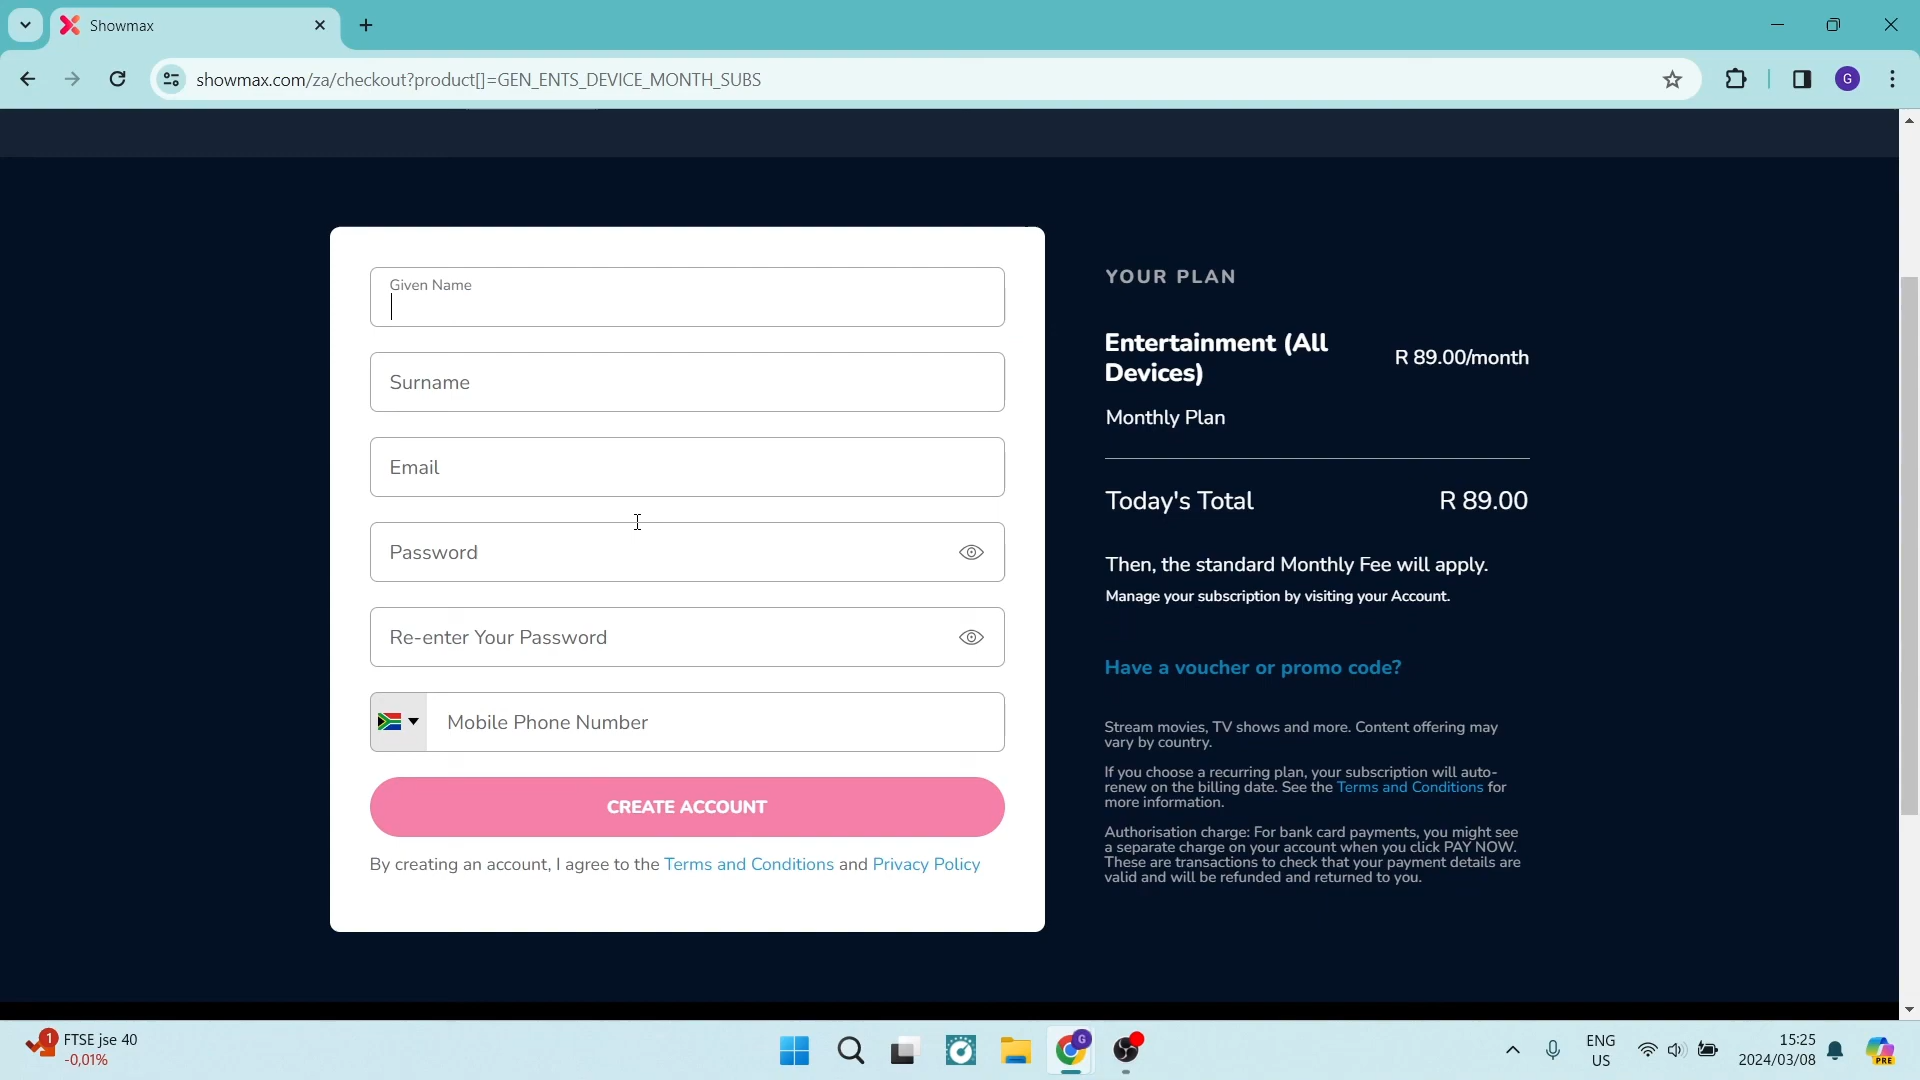 Showmax
showmax.com/za/checkout?product[]=GEN_ENTS_DEVICE_MONTH_SUBS
G
Given Name
Surname
Email
Password
Re-enter Your Password
Mobile Phone Number
CREATE ACCOUNT
By creating an account, I agree to the Terms and Conditions and Privacy Policy
YOUR PLAN
Entertainment (All
Devices)
R 89.00/month
Monthly Plan
Today's Total R 89.00
Then, the standard Monthly Fee will apply.
Manage your subscription by visiting your Account.
Have a voucher or promo code?
Stream movies, TV shows and more. Content offering may
vary by country.
If you choose a recurring plan, your subscription will auto-
renew on the billing date. See the Terms and Conditions for
more information.
Authorisation charge: For bank card payments, you might see
a separate charge on your account when you click PAY NOW.
These are transactions to check that your payment details are
valid and will be refunded and returned to you.
1
FTSE jse 40
-0,01%
G
ENG
US
15:25
2024/03/08
PRE